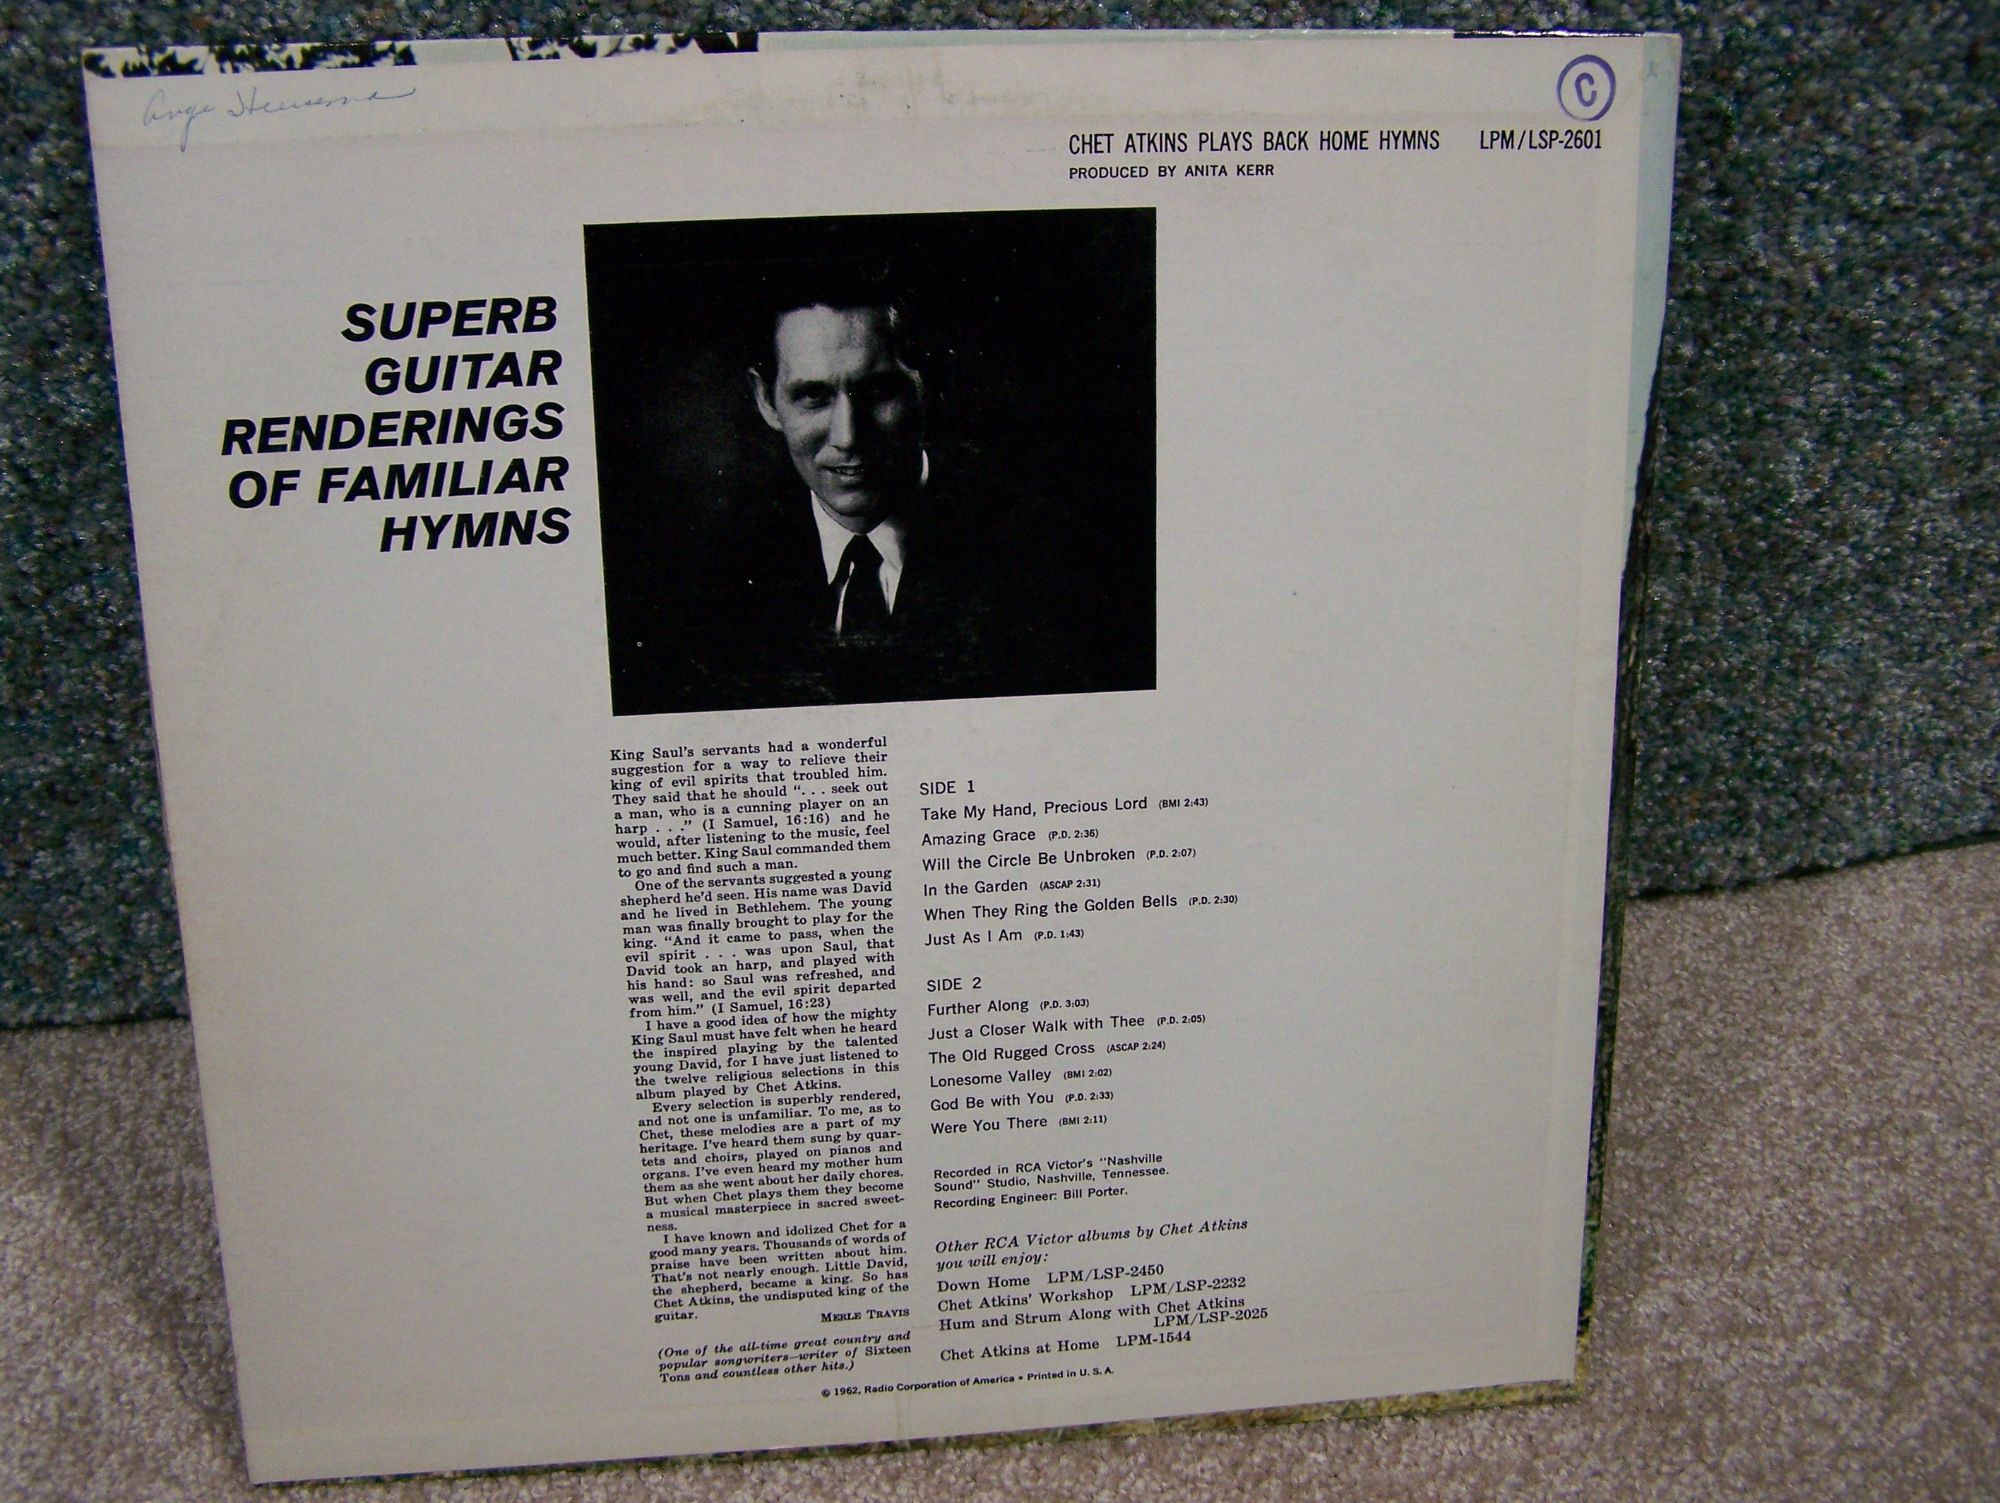 C
CHET ATKINS PLAYS BACK HOME HYMNS LPM/LSP-2601
PRODUCED BY ANITA KERR
SUPERB
GUITAR
RENDERINGS
OF FAMILIAR
HYMNS
King Saul's servants had a wonderful
suggestion for a way to relieve their
king of evil spirits that troubled him.
They said that he should ". . . seek out
a man, who is a cunning player on an
harp . . ." (I Samuel, 16:16) and he
would, after listening to the music, feel
much better. King Saul commanded them
to go and find such a man.
One of the servants suggested a young
shepherd he'd seen. His name was David
and he lived in Bethlehem. The young
man was finally brought to play for the
king. "And it came to pass, when the
evil spirit . . . was upon Saul, that
David took an harp, and played with
his hand: so Saul was refreshed, and
was well, and the evil spirit departed
from him." (I Samuel, 16:23)
I have a good idea of how the mighty
King Saul must have felt when he heard
the inspired playing by the talented
young David, for I have just listened to
the twelve religious selections in this
album played by Chet Atkins.
Every selection is superbly rendered,
and not one is unfamiliar. To me, as to
Chet, these melodies are a part of my
heritage. I've heard them sung by quar-
tets and choirs, played on pianos and
organs. I've even heard my mother hum
them as she went about her daily chores.
But when Chet plays them they become
a musical masterpiece in sacred sweet-
ness.
I have known and idolized Chet for a
good many years. Thousands of words of
praise have been written about him.
That's not nearly enough. Little David,
the shepherd, became a king. So has
Chet Atkins, the undisputed king of the
guitar. MERLE TRAVIS
(One of the all-time great country and
popular songwriters—writer of Sixteen
Tons and countless other hits.)
SIDE 1
Take My Hand, Precious Lord (BMI 2:43)
Amazing Grace (P.D. 2:36)
Will the Circle Be Unbroken (P.D. 2:07)
In the Garden (ASCAP 2:31)
When They Ring the Golden Bells (P.D. 2:30)
Just As I Am (P.D. 1:43)
SIDE 2
Further Along (P.D. 3:03)
Just a Closer Walk with Thee (P.D. 2:05)
The Old Rugged Cross (ASCAP 2:24)
Lonesome Valley (BMI 2:02)
God Be with You (P.D. 2:33)
Were You There (BMI 2:11)
Recorded in RCA Victor's "Nashville
Sound" Studio, Nashville, Tennessee.
Recording Engineer: Bill Porter.
Other RCA Victor albums by Chet Atkins
you will enjoy:
Down Home LPM/LSP-2450
Chet Atkins' Workshop LPM/LSP-2232
Hum and Strum Along with Chet Atkins
LPM/LSP-2025
Chet Atkins at Home LPM-1544
© 1962, Radio Corporation of America • Printed in U. S. A.